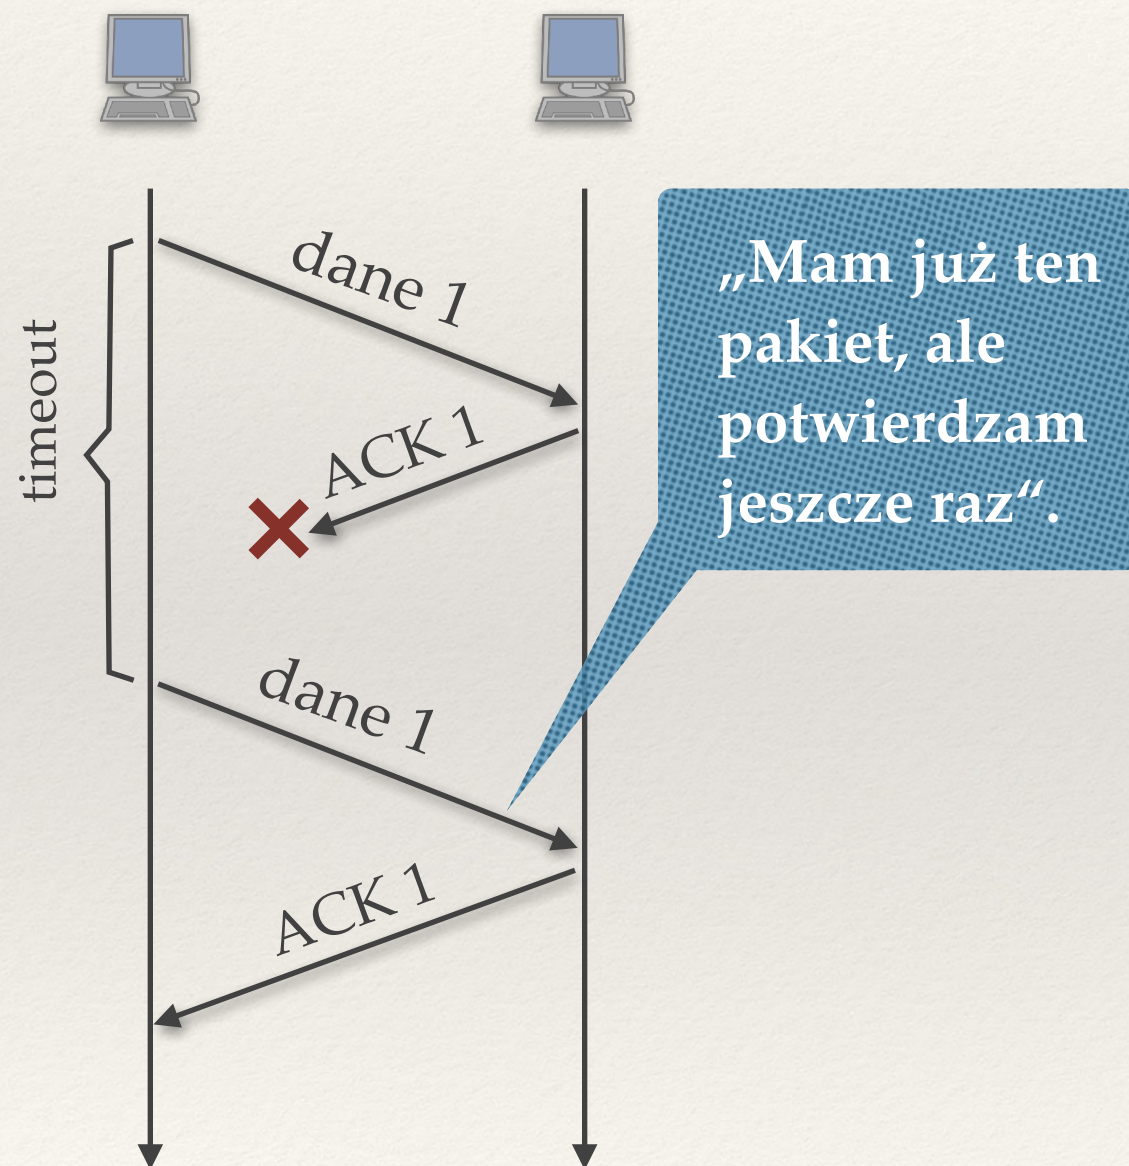 dane 1
timeout
ACK 1
dane 1
ACK 1
„Mam już ten
pakiet, ale
potwierdzam
jeszcze raz“.